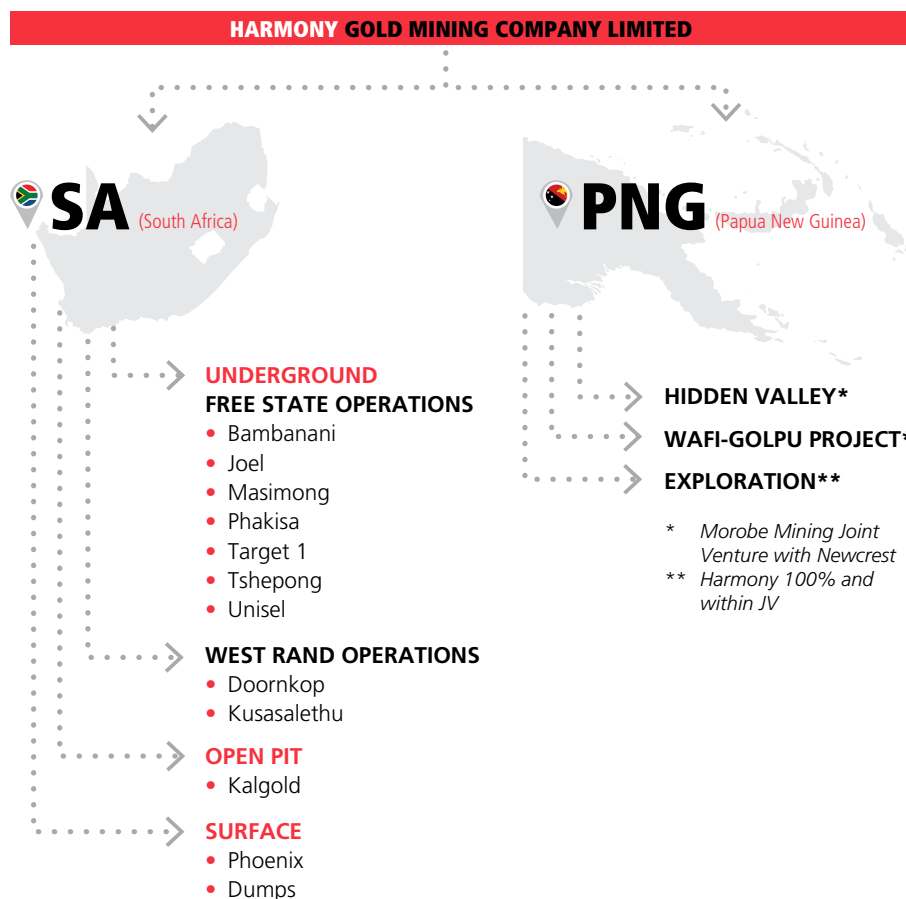 HARMONY GOLD MINING COMPANY LIMITED
SA (South Africa)
UNDERGROUND
FREE STATE OPERATIONS
• Bambanani
• Joel
• Masimong
• Phakisa
• Target 1
• Tshepong
• Unisel
WEST RAND OPERATIONS
• Doornkop
• Kusasalethu
OPEN PIT
• Kalgold
SURFACE
• Phoenix
• Dumps
PNG (Papua New Guinea)
HIDDEN VALLEY*
WAFI-GOLPU PROJECT*
EXPLORATION**
* Morobe Mining Joint
Venture with Newcrest
** Harmony 100% and
within JV